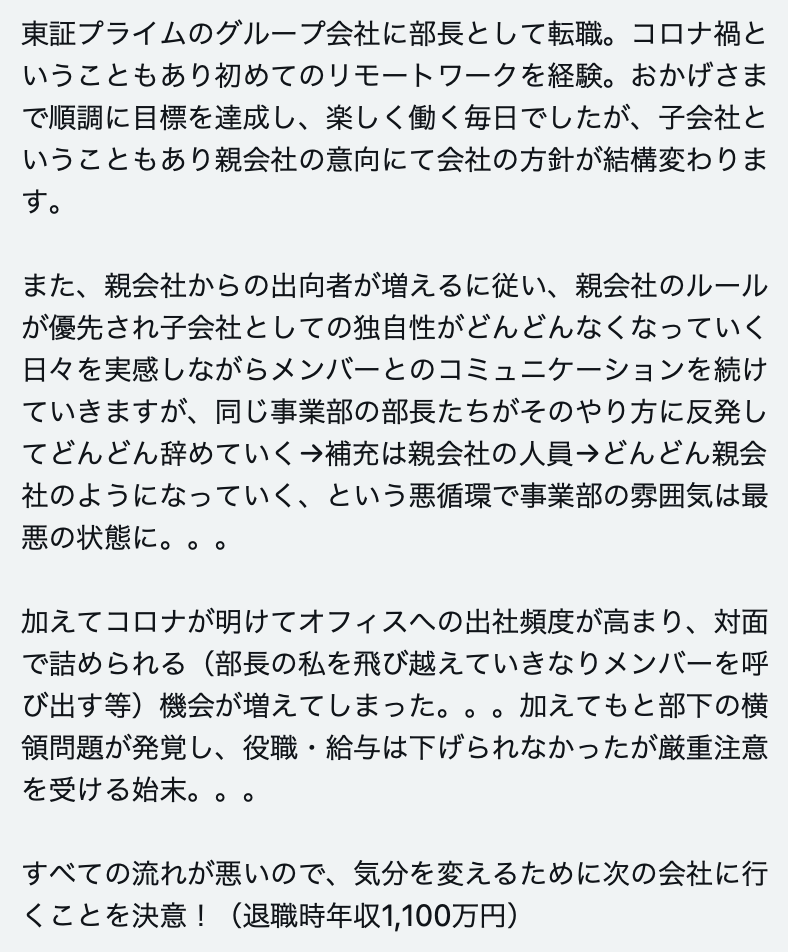 東証プライムのグループ会社に部長として転職。コロナ禍と
いうこともあり初めてのリモートワークを経験。おかげさま
で順調に目標を達成し、楽しく働く毎日でしたが、子会社と
いうこともあり親会社の意向にて会社の方針が結構変わりま
す。
また、親会社からの出向者が増えるに従い、親会社のルール
が優先され子会社としての独自性がどんどんなくなっていく
日々を実感しながらメンバーとのコミュニケーションを続け
ていきますが、同じ事業部の部長たちがそのやり方に反発し
てどんどん辞めていく→補充は親会社の人員→どんどん親会
社のようになっていく、という悪循環で事業部の雰囲気は最
悪の状態に。。。
加えてコロナが明けてオフィスへの出社頻度が高まり、対面
で詰められる（部長の私を飛び越えていきなりメンバーを呼
び出す等）機会が増えてしまった。。。加えてもと部下の横
領問題が発覚し、役職・給与は下げられなかったが厳重注意
を受ける始末。。。
すべての流れが悪いので、気分を変えるために次の会社に行
くことを決意！（退職時年収1,100万円）